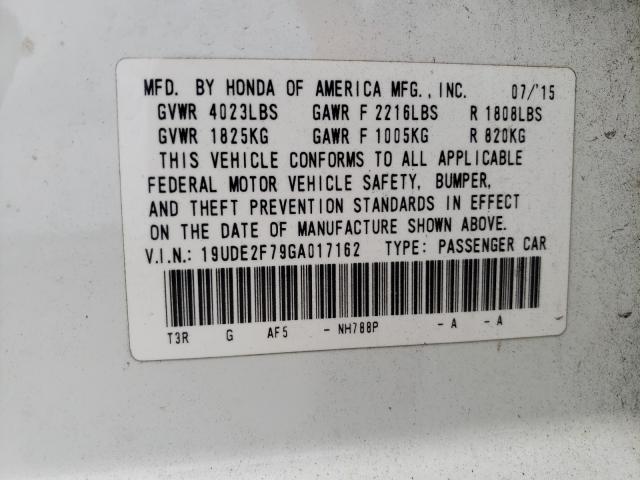 MFD. BY HONDA OF AMERICA MFG., INC. 07/'15
GVWR 4023LBS GAWR F 2216LBS R 1808LBS
GVWR 1825KG GAWR F 1005KG R 820KG
THIS VEHICLE CONFORMS TO ALL APPLICABLE
FEDERAL MOTOR VEHICLE SAFETY, BUMPER,
AND THEFT PREVENTION STANDARDS IN EFFECT
ON THE DATE OF MANUFACTURE SHOWN ABOVE.
V.I.N.: 19UDE2F79GA017162 TYPE: PASSENGER CAR
T3R G AF5 - NH788P - A - A